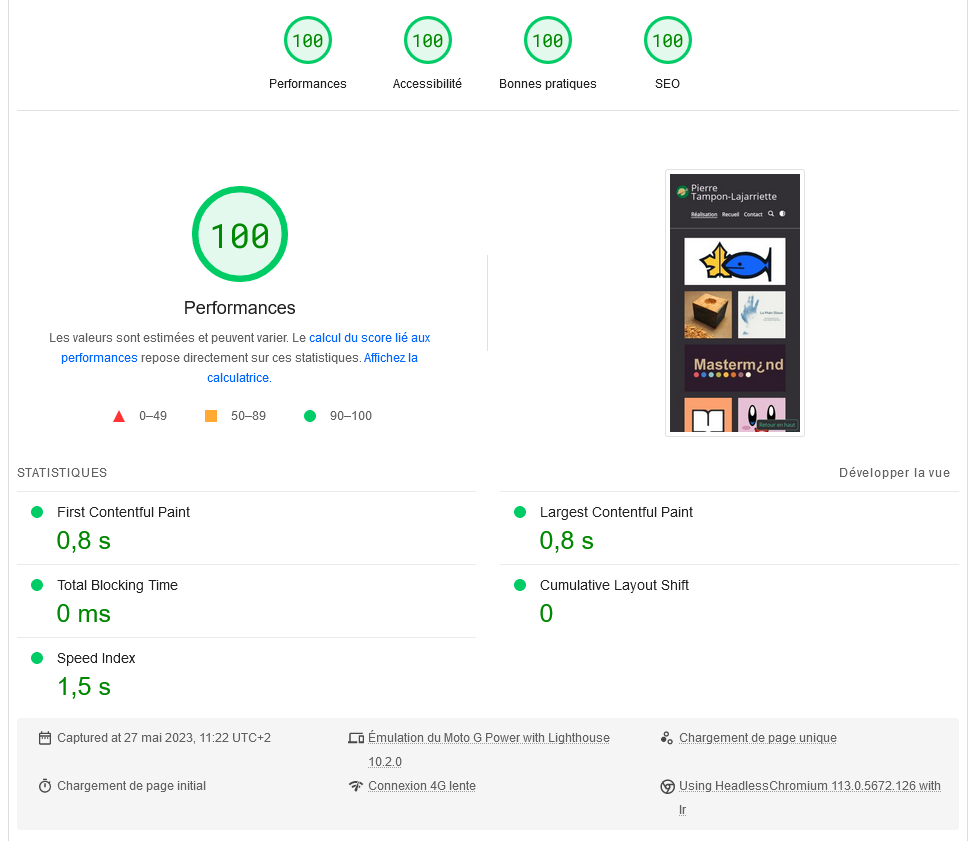 100 100 100 100
Performances Accessibilité Bonnes pratiques SEO
100
Performances
Les valeurs sont estimées et peuvent varier. Le calcul du score lié aux
performances repose directement sur ces statistiques. Affichez la
calculatrice.
0–49 50–89 90–100
Pierre
Tampon-Lajarriette
Réalisation Recueil Contact
Masterm¿nd
Retour en haut
STATISTIQUES Développer la vue
First Contentful Paint
0,8 s
Largest Contentful Paint
0,8 s
Total Blocking Time
0 ms
Cumulative Layout Shift
0
Speed Index
1,5 s
Captured at 27 mai 2023, 11:22 UTC+2
Émulation du Moto G Power with Lighthouse
10.2.0
Chargement de page unique
Chargement de page initial
Connexion 4G lente
Using HeadlessChromium 113.0.5672.126 with
lr